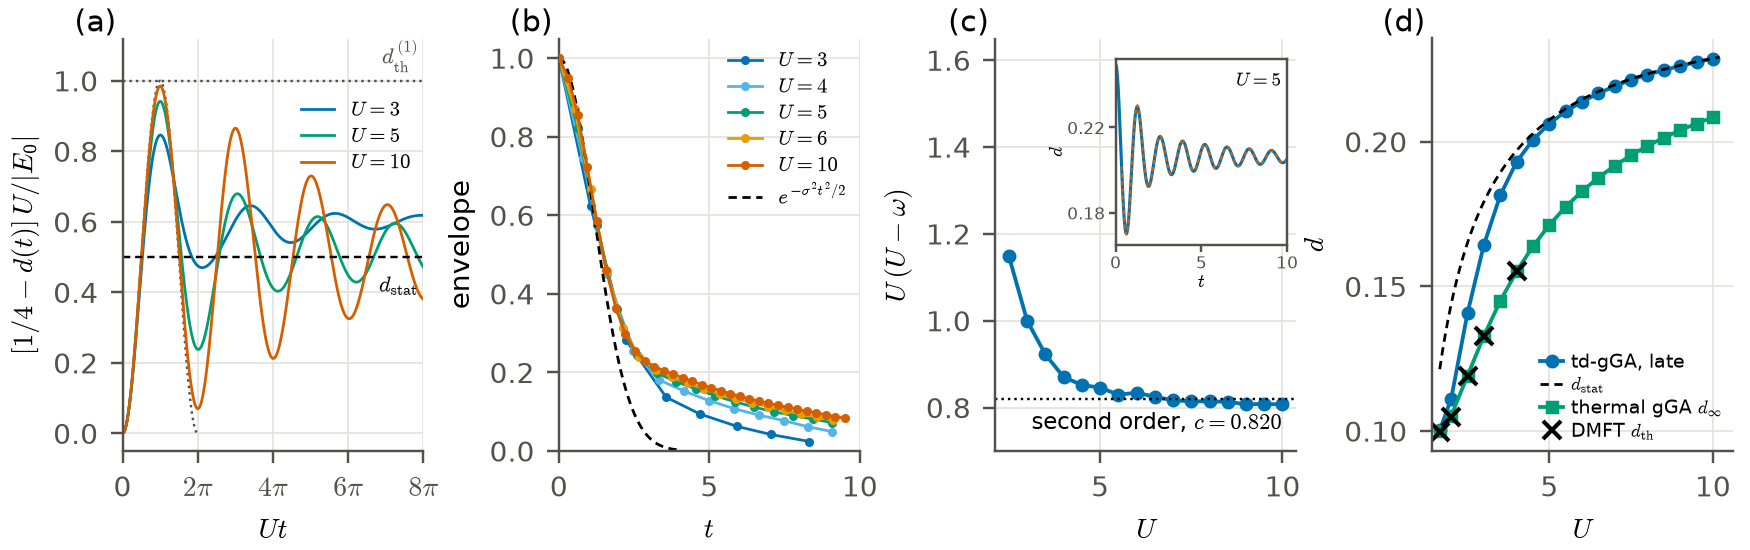 (a)
[1/4 − d(t)] U/|E₀|
1.0
0.8
0.6
0.4
0.2
0.0
d_th^(1)
U = 3
U = 5
U = 10
d_stat
0
2π
4π
6π
8π
Ut
(b)
envelope
1.0
0.8
0.6
0.4
0.2
0.0
U = 3
U = 4
U = 5
U = 6
U = 10
e^{−σ²t²/2}
0
5
10
t
(c)
U(U − ω)
1.6
1.4
1.2
1.0
0.8
U = 5
d
0.22
0.18
0
5
10
t
second order, c = 0.820
5
10
U
(d)
d
0.20
0.15
0.10
td-gGA, late
d_stat
thermal gGA d_∞
DMFT d_th
5
10
U